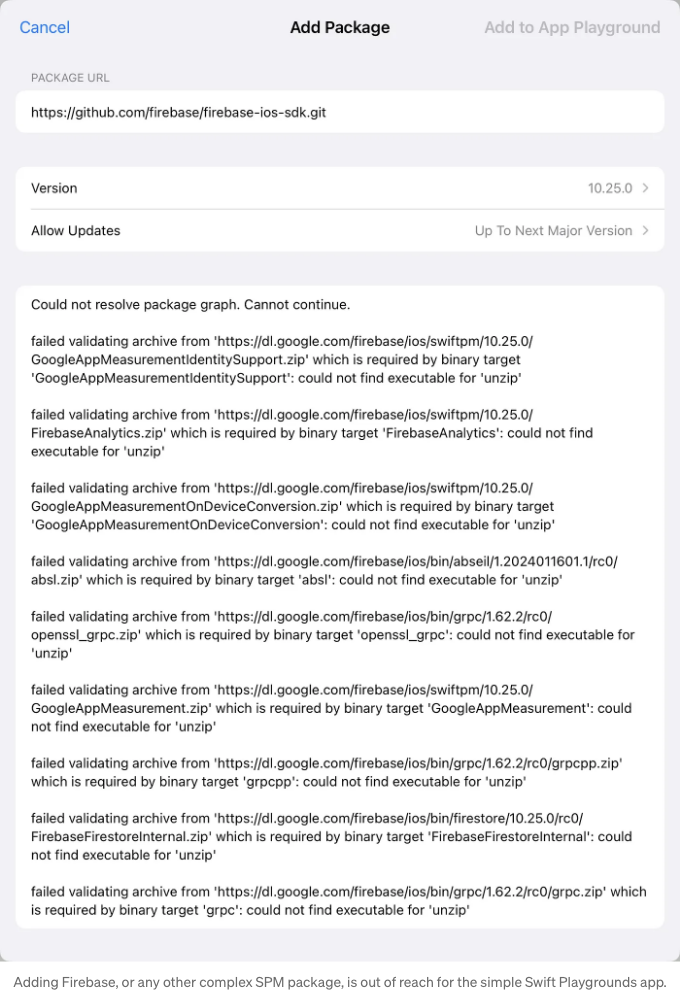 Cancel
Add Package
Add to App Playground
PACKAGE URL
https://github.com/firebase/firebase-ios-sdk.git
Version
10.25.0
Allow Updates
Up To Next Major Version
Could not resolve package graph. Cannot continue.
failed validating archive from 'https://dl.google.com/firebase/ios/swiftpm/10.25.0/
GoogleAppMeasurementIdentitySupport.zip' which is required by binary target
'GoogleAppMeasurementIdentitySupport': could not find executable for 'unzip'
failed validating archive from 'https://dl.google.com/firebase/ios/swiftpm/10.25.0/
FirebaseAnalytics.zip' which is required by binary target 'FirebaseAnalytics': could not find
executable for 'unzip'
failed validating archive from 'https://dl.google.com/firebase/ios/swiftpm/10.25.0/
GoogleAppMeasurementOnDeviceConversion.zip' which is required by binary target
'GoogleAppMeasurementOnDeviceConversion': could not find executable for 'unzip'
failed validating archive from 'https://dl.google.com/firebase/ios/bin/abseil/1.2024011601.1/rc0/
absl.zip' which is required by binary target 'absl': could not find executable for 'unzip'
failed validating archive from 'https://dl.google.com/firebase/ios/bin/grpc/1.62.2/rc0/
openssl_grpc.zip' which is required by binary target 'openssl_grpc': could not find executable for
'unzip'
failed validating archive from 'https://dl.google.com/firebase/ios/swiftpm/10.25.0/
GoogleAppMeasurement.zip' which is required by binary target 'GoogleAppMeasurement': could
not find executable for 'unzip'
failed validating archive from 'https://dl.google.com/firebase/ios/bin/grpc/1.62.2/rc0/grpcpp.zip'
which is required by binary target 'grpcpp': could not find executable for 'unzip'
failed validating archive from 'https://dl.google.com/firebase/ios/bin/firestore/10.25.0/rc0/
FirebaseFirestoreInternal.zip' which is required by binary target 'FirebaseFirestoreInternal': could
not find executable for 'unzip'
failed validating archive from 'https://dl.google.com/firebase/ios/bin/grpc/1.62.2/rc0/grpc.zip' which
is required by binary target 'grpc': could not find executable for 'unzip'
Adding Firebase, or any other complex SPM package, is out of reach for the simple Swift Playgrounds app.